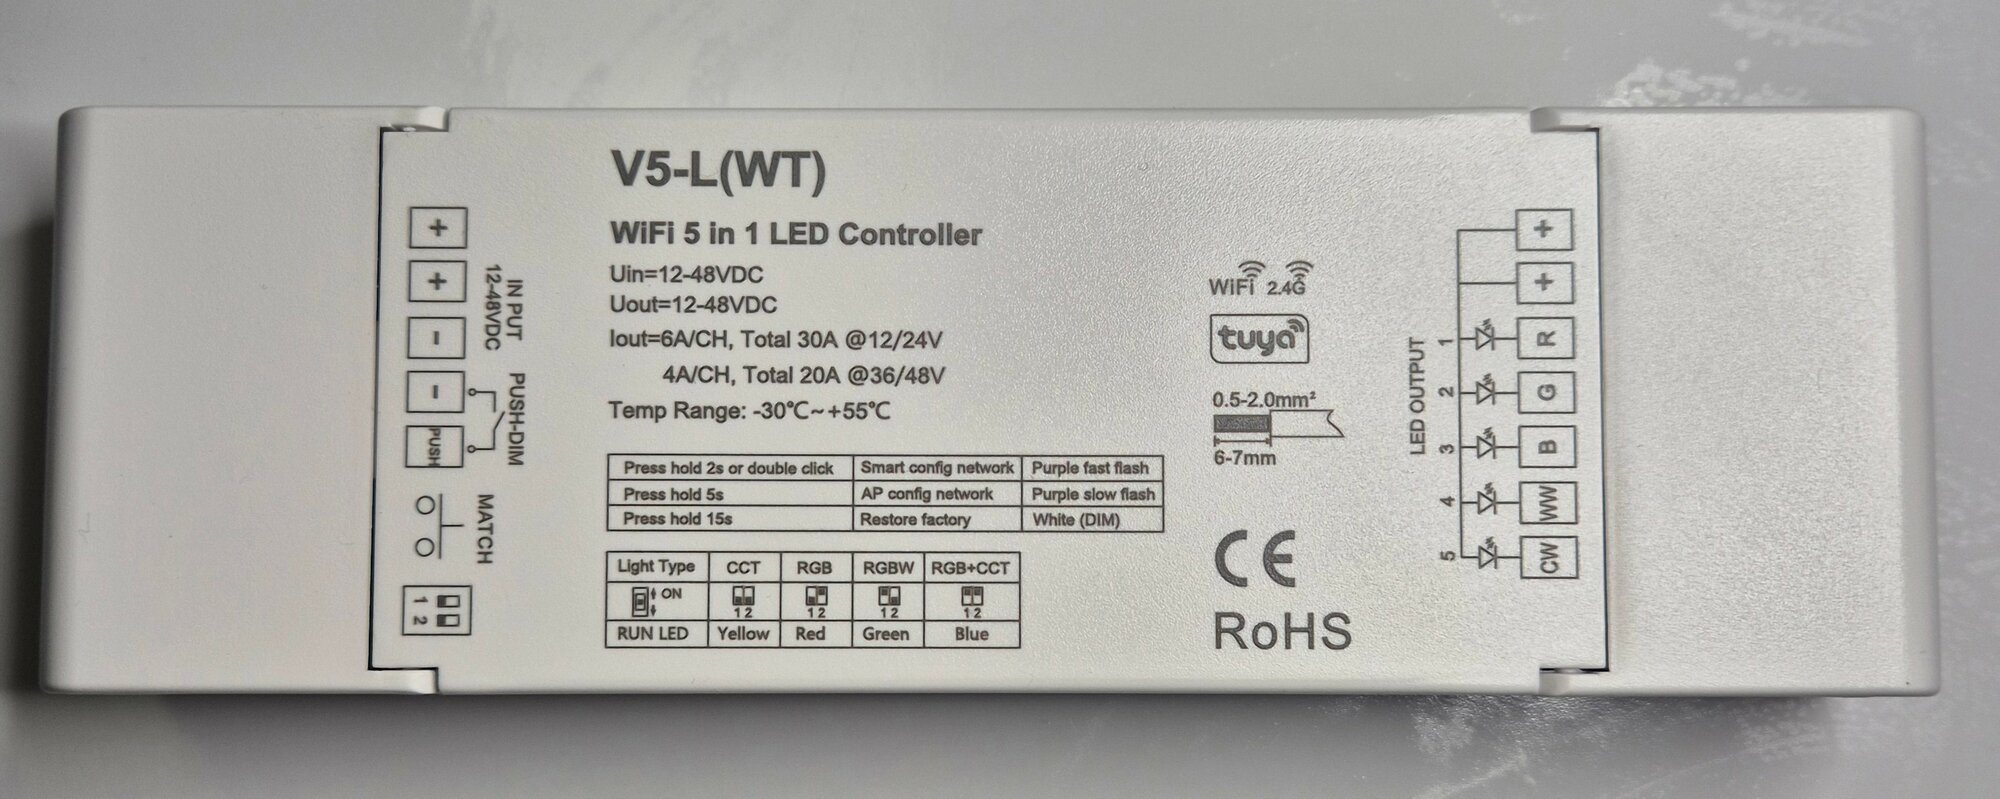 V5-L(WT)
WiFi 5 in 1 LED Controller
Uin=12-48VDC
Uout=12-48VDC
Iout=6A/CH, Total 30A @12/24V
4A/CH, Total 20A @36/48V
Temp Range: -30℃~+55℃
Press hold 2s or double click Smart config network Purple fast flash
Press hold 5s AP config network Purple slow flash
Press hold 15s Restore factory White (DIM)
Light Type CCT RGB RGBW RGB+CCT
ON 1 2 1 2 1 2 1 2
RUN LED Yellow Red Green Blue
+
+
-
-
PUSH
INPUT
12-48VDC
PUSH-DIM
MATCH
1
2
WiFi 2.4G
tuya
0.5-2.0mm²
6-7mm
CE
RoHS
LED OUTPUT
+
+
1 R
2 G
3 B
4 WW
5 CW